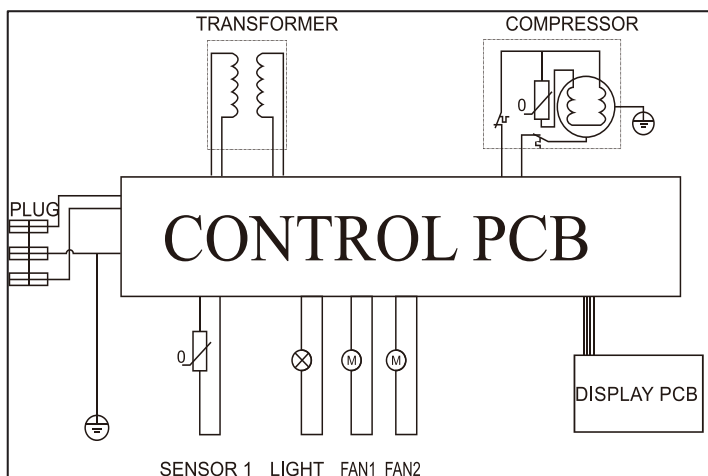 TRANSFORMER COMPRESSOR
0
PLUG
CONTROL PCB
0
M M
DISPLAY PCB
SENSOR 1 LIGHT FAN1 FAN2